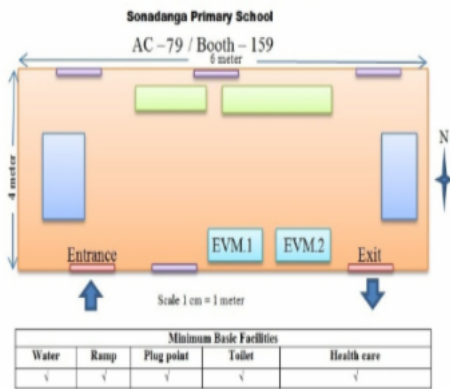 Sonadanga Primary School
AC –79 / Booth – 159
6 meter
4 meter
N
EVM.1 EVM.2
Entrance Exit
Scale 1 cm = 1 meter
Minimum Basic Facilities
Water Ramp Plug point Toilet Health care
√ √ √ √ √